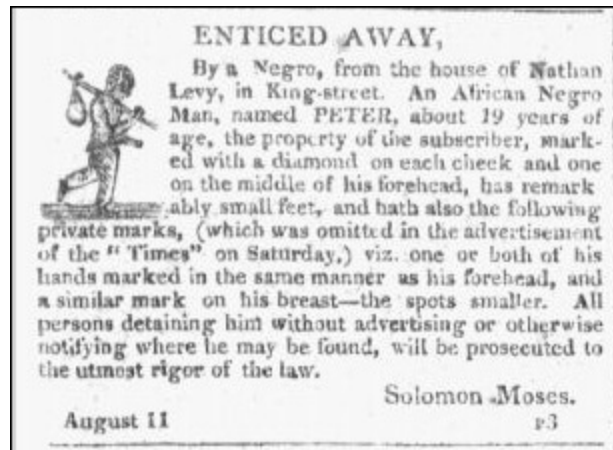 ENTICED AWAY,
By a Negro, from the house of Nathan
Levy, in King-street. An African Negro
Man, named PETER, about 19 years of
age, the property of the subscriber, mark-
ed with a diamond on each cheek and one
on the middle of his forehead, has remark
ably small feet, and hath also the following
private marks, (which was omitted in the advertisement
of the "Times" on Saturday.) viz. one or both of his
hands marked in the same manner as his forehead, and
a similar mark on his breast—the spots smaller. All
persons detaining him without advertising or otherwise
notifying where he may be found, will be prosecuted to
the utmost rigor of the law.
Solomon Moses.
August 11 p3